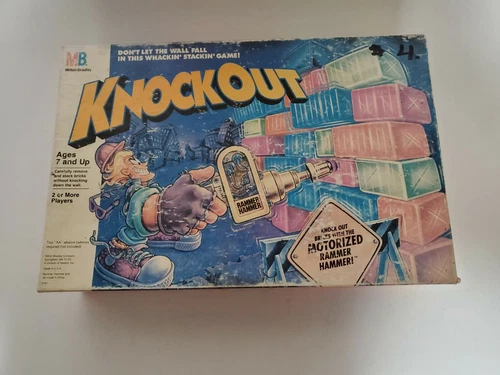 MB
Milton Bradley
DON'T LET THE WALL FALL
IN THIS WHACKIN' STACKIN' GAME!
$ 4.
KNOCKOUT
Ages
7 and Up
Carefully remove
and stack bricks
without knocking
down the wall.
2 or More
Players
RAMMER
HAMMER
KNOCK OUT
BRICKS WITH THE
MOTORIZED
RAMMER
HAMMER!